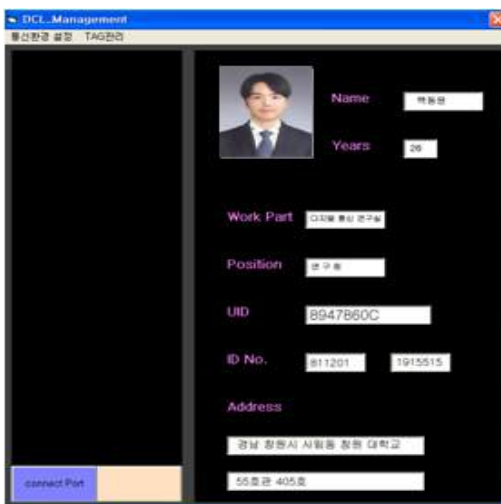 DCL_Management
통신환경 설정 TAG관리
Name
Years 26
Work Part 디지털 통신 연구실
Position 연구원
UID 8947860C
ID No. 811201 1915515
Address
경남 창원시 사림동 창원 대학교
55호관 405호
connect Port